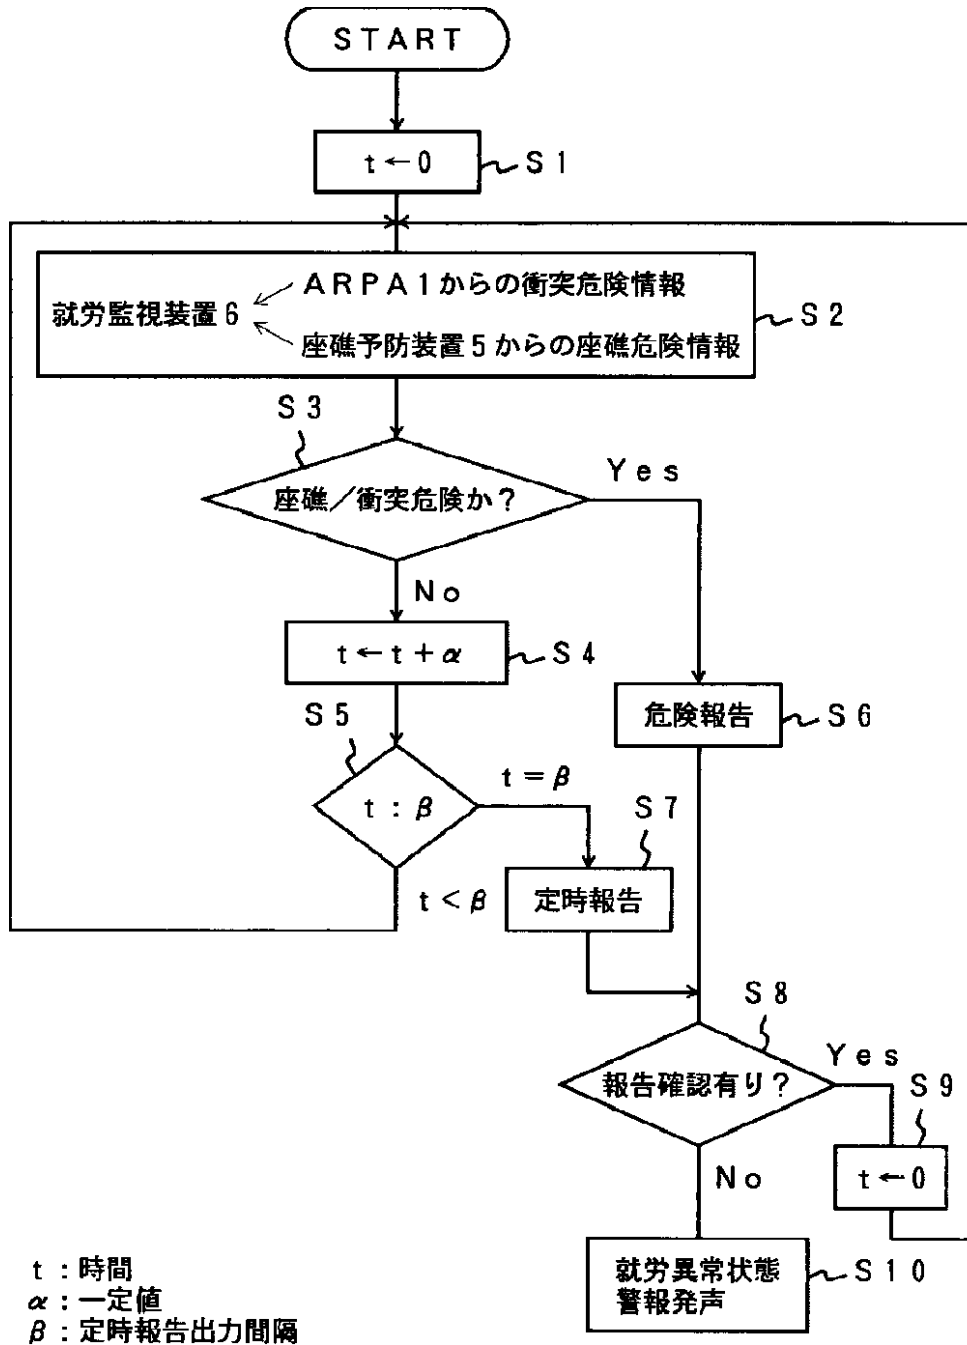 START
t←0
S1
ARPA1からの衝突危険情報
就労監視装置6
座礁予防装置5からの座礁危険情報
S2
S3
座礁／衝突危険か?
Yes
No
t←t+α
S4
S5
危険報告
S6
t:β
t=β
S7
t<β
定時報告
S8
報告確認有り?
Yes
S9
t←0
No
就労異常状態
警報発声
S10
t:時間
α:一定値
β:定時報告出力間隔